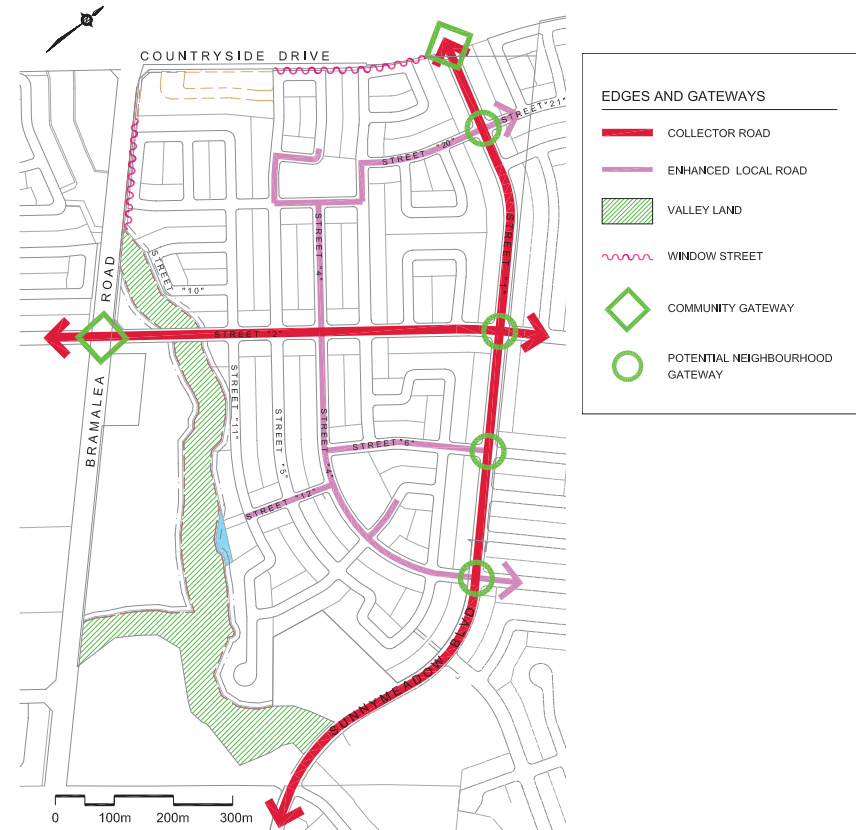 COUNTRYSIDE DRIVE
STREET "21"
STREET "20"
STREET "1"
STREET "4"
STREET "10"
BRAMALEA ROAD
STREET "2"
STREET "11"
STREET "5"
STREET "4"
STREET "6"
STREET "12"
SUNNYMEADOW BLVD
0 100m 200m 300m
EDGES AND GATEWAYS
COLLECTOR ROAD
ENHANCED LOCAL ROAD
VALLEY LAND
WINDOW STREET
COMMUNITY GATEWAY
POTENTIAL NEIGHBOURHOOD
GATEWAY